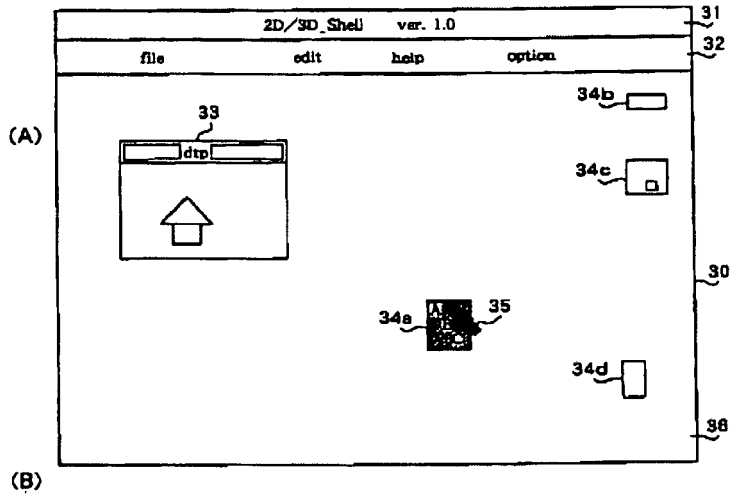 2D/3D_Shell ver. 1.0 31
file edit help option 32
34b
(A) 33
dtp
34c
30
34a A B C 35
34d
36
(B)